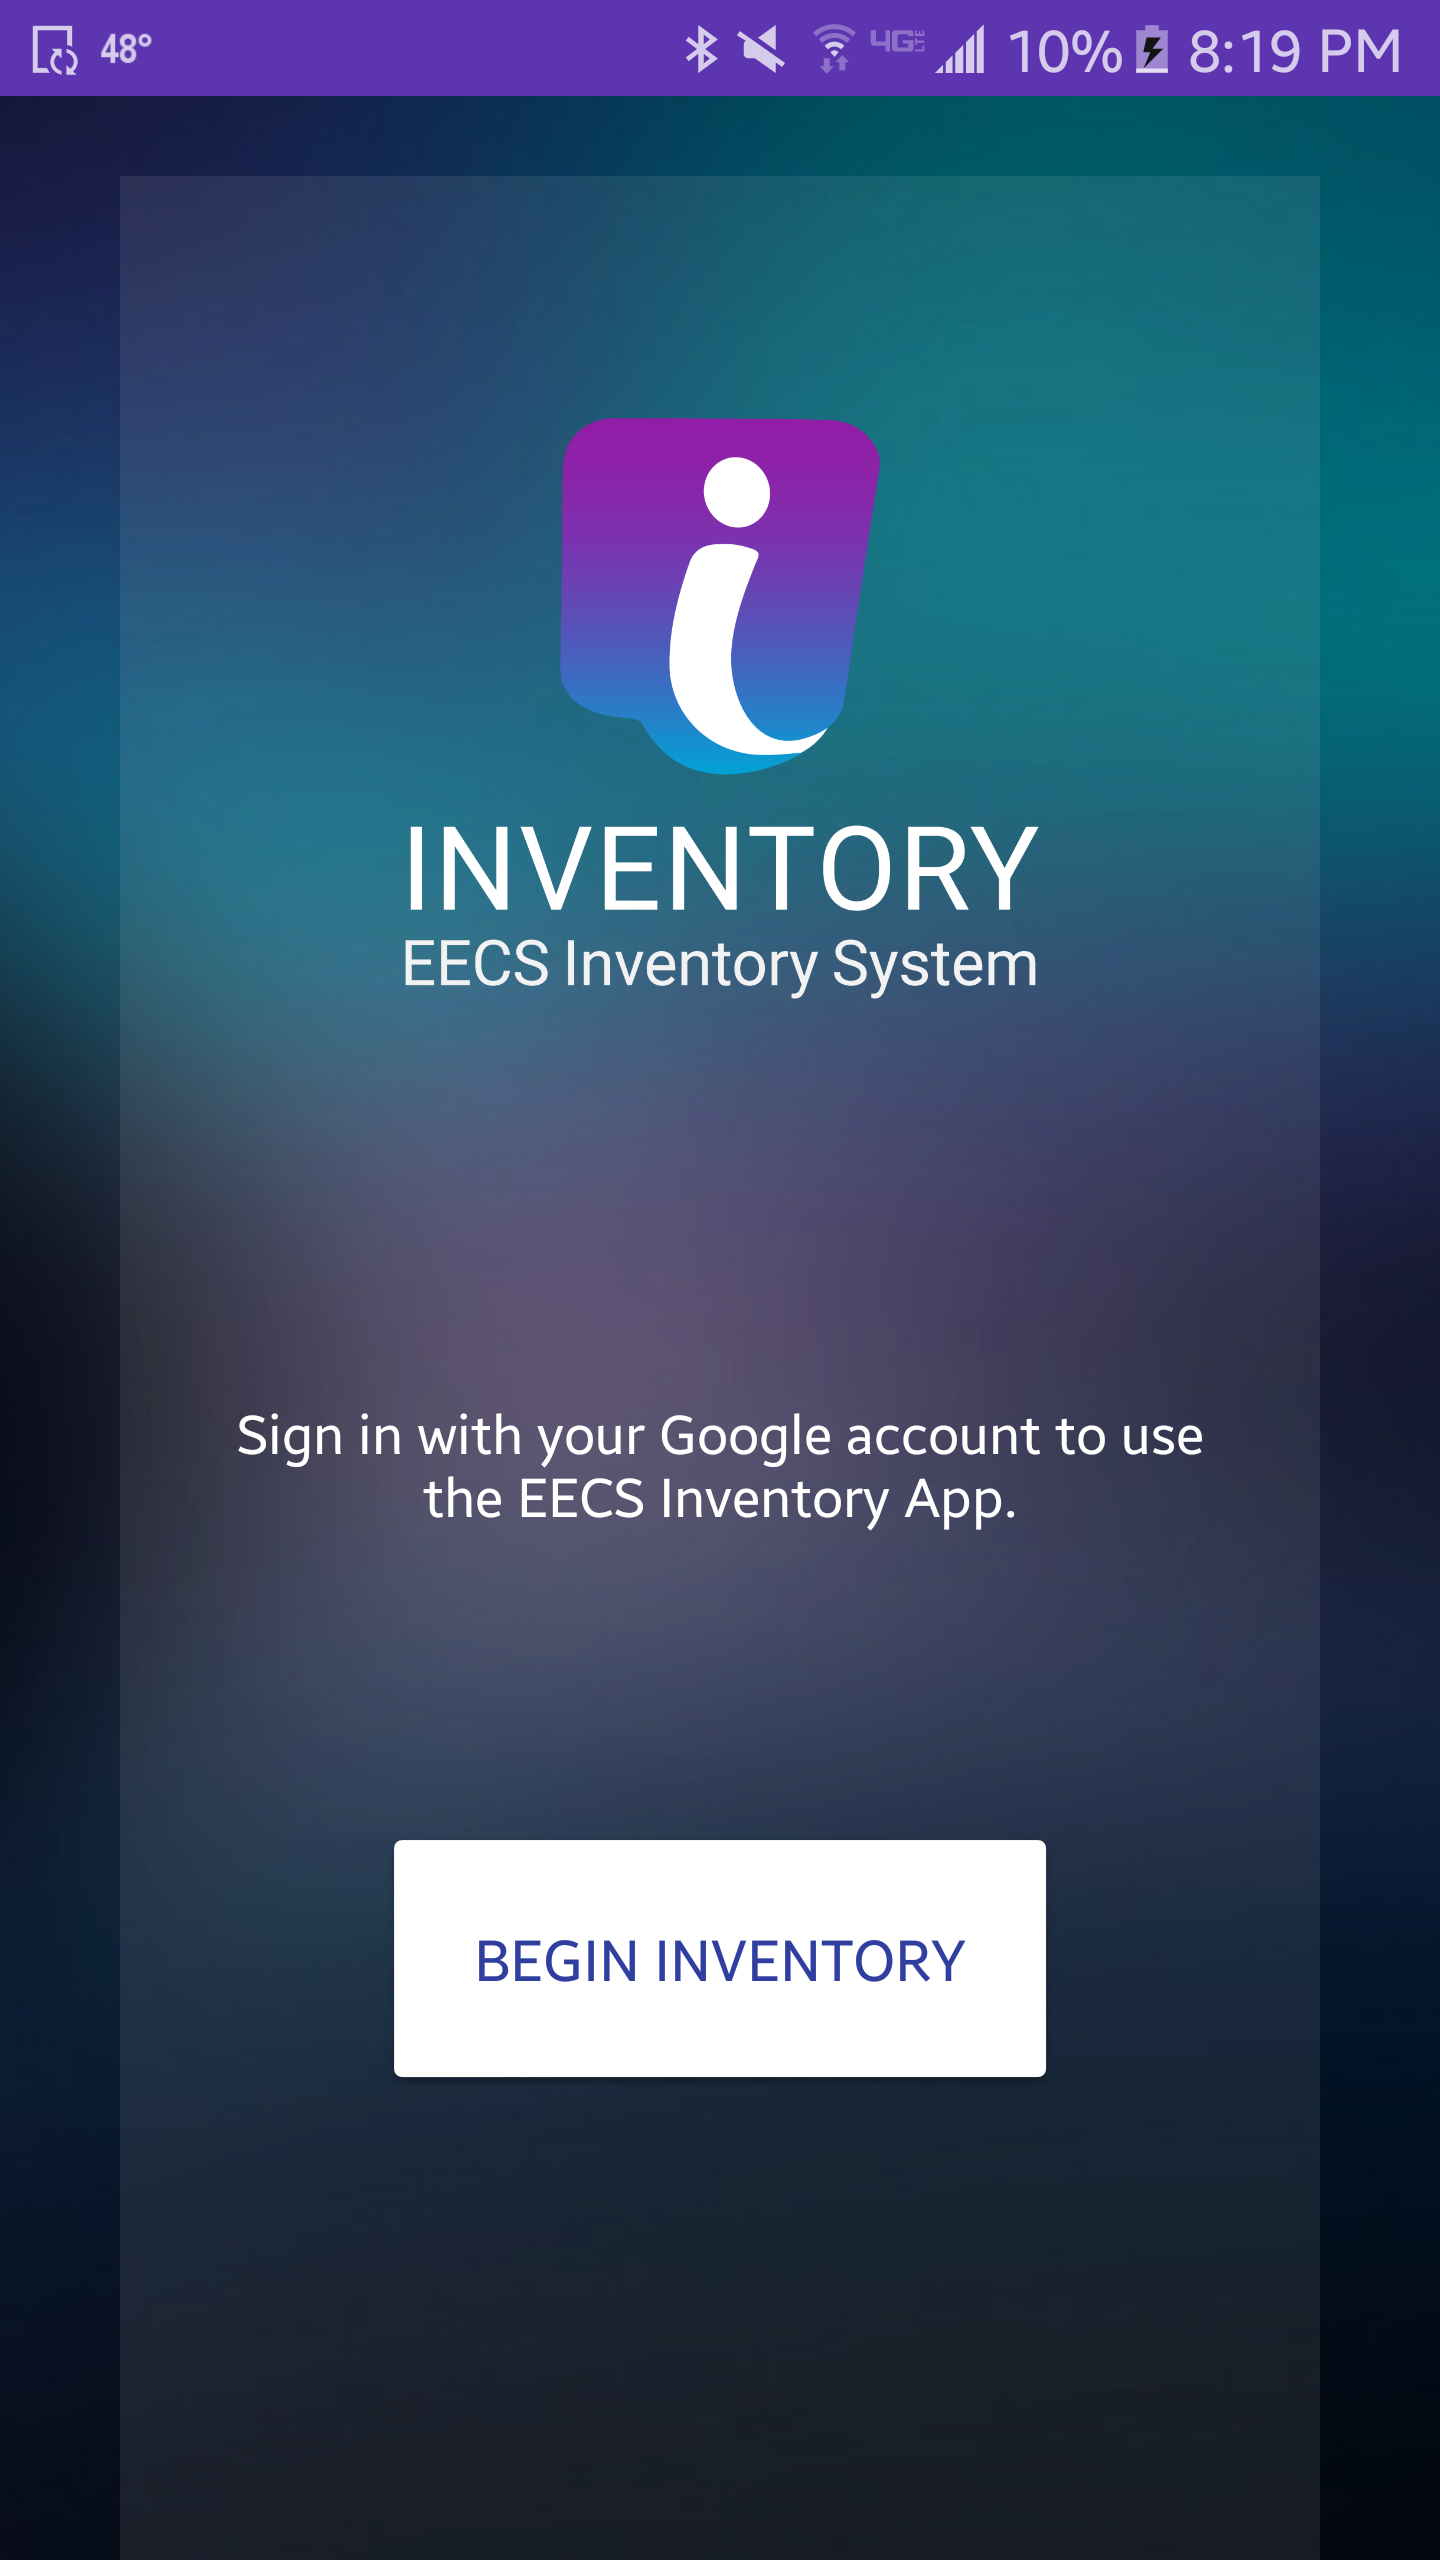 48° 4G LTE 10% 8:19 PM
i
INVENTORY
EECS Inventory System
Sign in with your Google account to use
the EECS Inventory App.
BEGIN INVENTORY